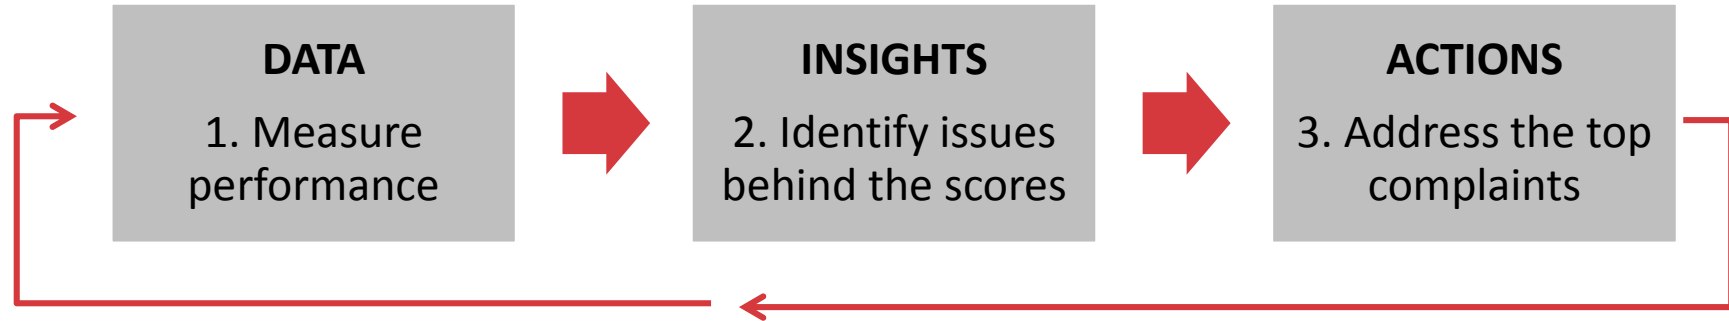 DATA
1. Measure
performance
INSIGHTS
2. Identify issues
behind the scores
ACTIONS
3. Address the top
complaints